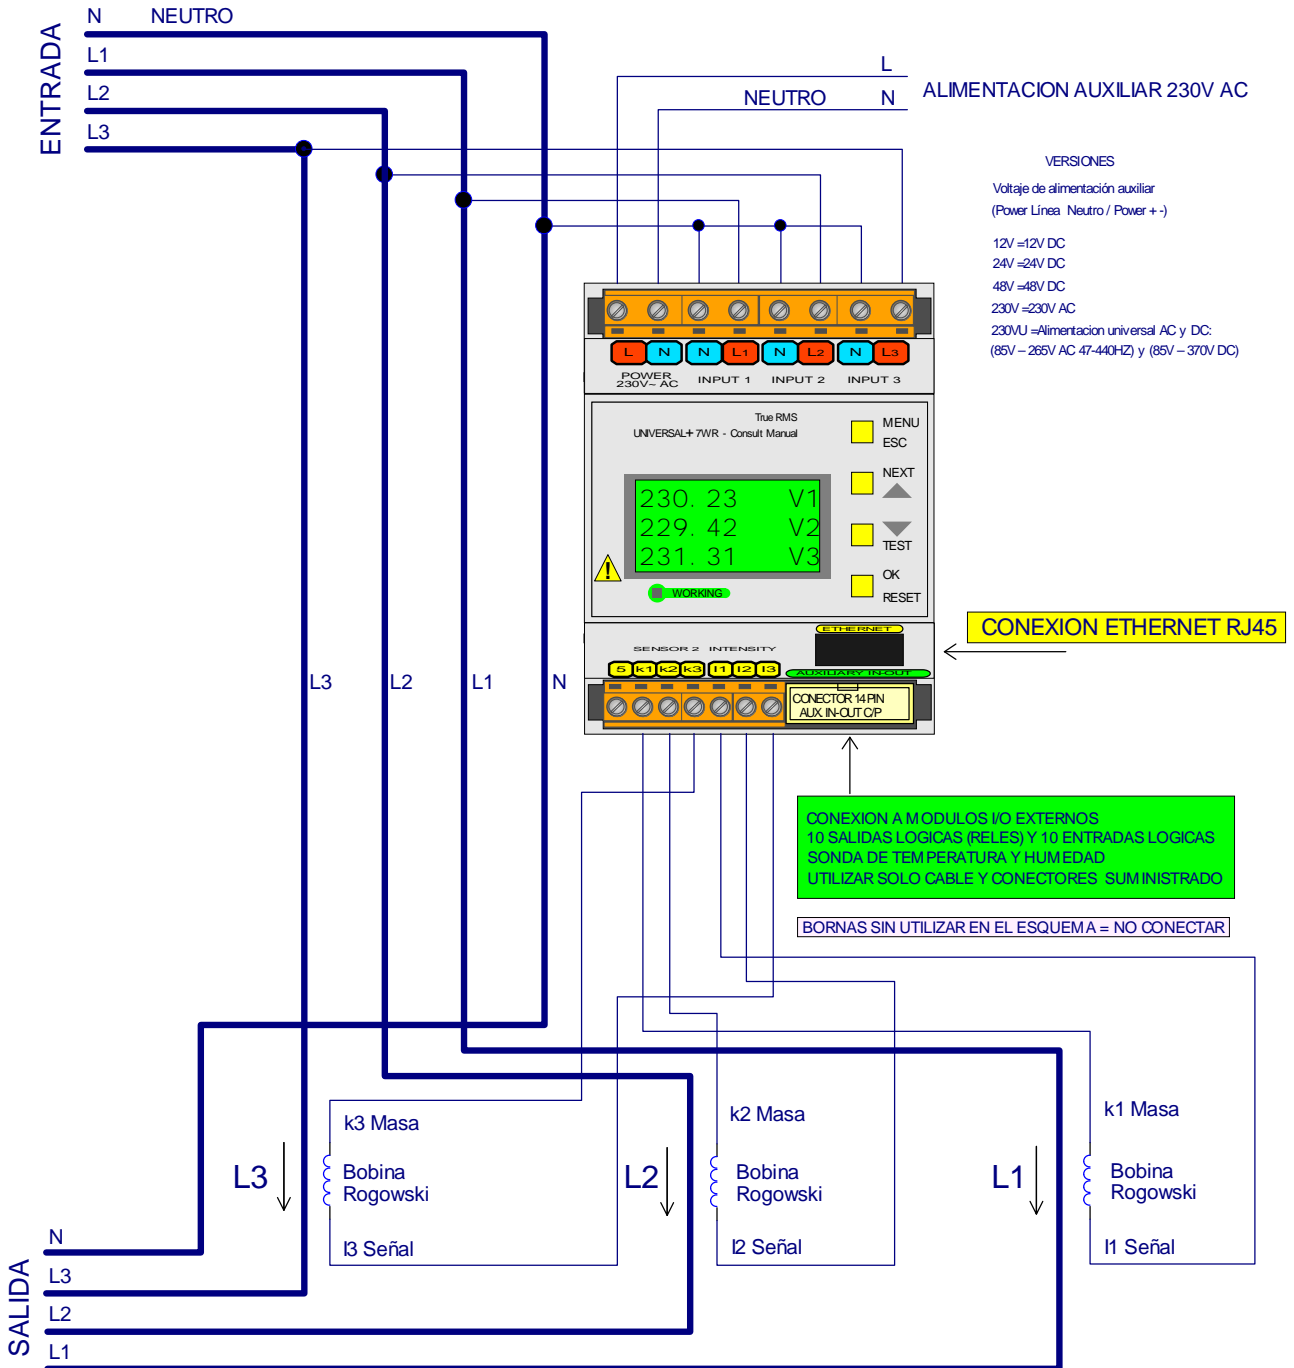 ENTRADA
N NEUTRO
L1
L2
L3
L
NEUTRO N
ALIMENTACION AUXILIAR 230V AC
VERSIONES
Voltaje de alimentación auxiliar
(Power Línea Neutro / Power + -)
12V =12V DC
24V =24V DC
48V =48V DC
230V =230V AC
230VU =Alimentacion universal AC y DC:
(85V – 265V AC 47-440HZ) y (85V – 370V DC)
L N N L1 N L2 N L3
POWER
230V~ AC
INPUT 1 INPUT 2 INPUT 3
True RMS
UNIVERSAL+ 7WR - Consult Manual
MENU
ESC
NEXT
TEST
OK
RESET
230. 23 V1
229. 42 V2
231. 31 V3
WORKING
ETHERNET
CONEXION ETHERNET RJ45
SENSOR 2 INTENSITY
5 k1 k2 k3 I1 I2 I3
AUXILIARY IN-OUT
CONECTOR 14 PIN
AUX. IN-OUT C/P
L3 L2 L1 N
CONEXION A MODULOS I/O EXTERNOS
10 SALIDAS LOGICAS (RELES) Y 10 ENTRADAS LOGICAS
SONDA DE TEMPERATURA Y HUMEDAD
UTILIZAR SOLO CABLE Y CONECTORES SUMINISTRADO
BORNAS SIN UTILIZAR EN EL ESQUEMA = NO CONECTAR
k3 Masa
L3
Bobina
Rogowski
I3 Señal
k2 Masa
L2
Bobina
Rogowski
I2 Señal
k1 Masa
L1
Bobina
Rogowski
I1 Señal
SALIDA
N
L3
L2
L1